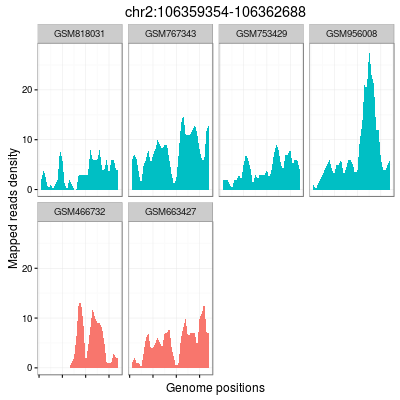 chr2:106359354-106362688
GSM818031 GSM767343 GSM753429 GSM956008
20
10
0
GSM466732 GSM663427
20
10
0
Mapped reads density
Genome positions